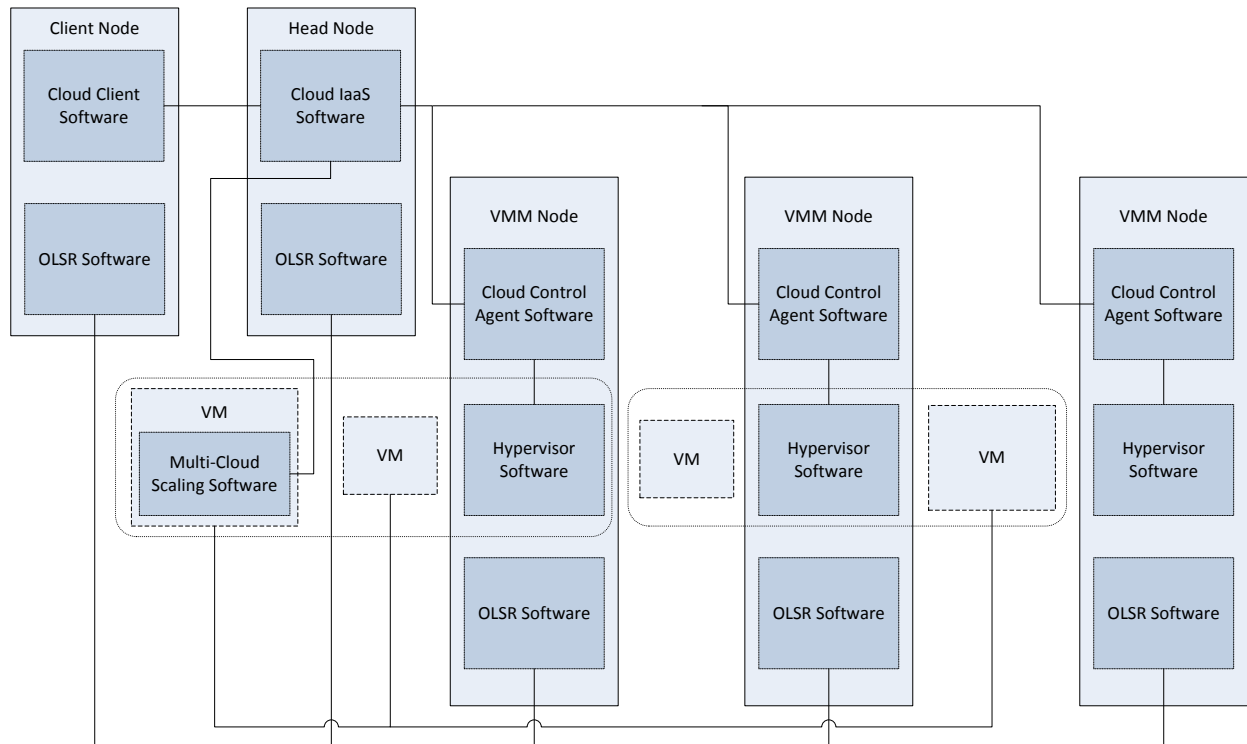 Client Node
Cloud Client
Software
OLSR Software
Head Node
Cloud IaaS
Software
OLSR Software
VMM Node
Cloud Control
Agent Software
Hypervisor
Software
OLSR Software
VMM Node
Cloud Control
Agent Software
Hypervisor
Software
OLSR Software
VMM Node
Cloud Control
Agent Software
Hypervisor
Software
OLSR Software
VM
Multi-Cloud
Scaling Software
VM
VM
VM